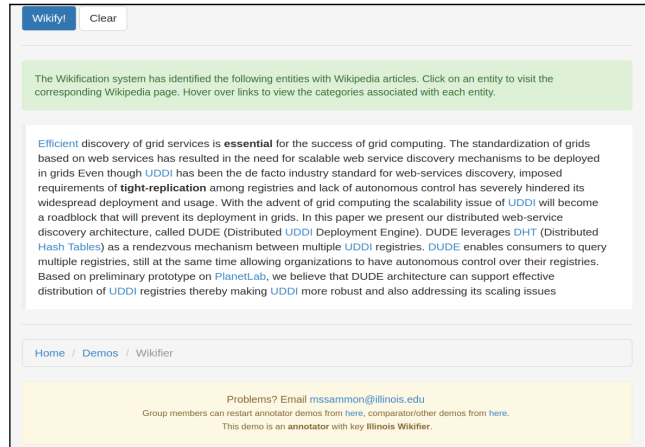 Wikify! Clear
The Wikification system has identified the following entities with Wikipedia articles. Click on an entity to visit the
corresponding Wikipedia page. Hover over links to view the categories associated with each entity.
Efficient discovery of grid services is essential for the success of grid computing. The standardization of grids
based on web services has resulted in the need for scalable web service discovery mechanisms to be deployed
in grids Even though UDDI has been the de facto industry standard for web-services discovery, imposed
requirements of tight-replication among registries and lack of autonomous control has severely hindered its
widespread deployment and usage. With the advent of grid computing the scalability issue of UDDI will become
a roadblock that will prevent its deployment in grids. In this paper we present our distributed web-service
discovery architecture, called DUDE (Distributed UDDI Deployment Engine). DUDE leverages DHT (Distributed
Hash Tables) as a rendezvous mechanism between multiple UDDI registries. DUDE enables consumers to query
multiple registries, still at the same time allowing organizations to have autonomous control over their registries.
Based on preliminary prototype on PlanetLab, we believe that DUDE architecture can support effective
distribution of UDDI registries thereby making UDDI more robust and also addressing its scaling issues
Home / Demos / Wikifier
Problems? Email mssammon@illinois.edu
Group members can restart annotator demos from here, comparator/other demos from here.
This demo is an annotator with key Illinois Wikifier.